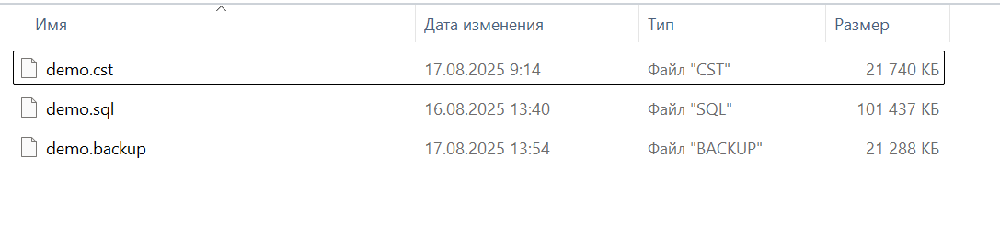 Имя Дата изменения Тип Размер
demo.cst 17.08.2025 9:14 Файл "CST" 21 740 КБ
demo.sql 16.08.2025 13:40 Файл "SQL" 101 437 КБ
demo.backup 17.08.2025 13:54 Файл "BACKUP" 21 288 КБ